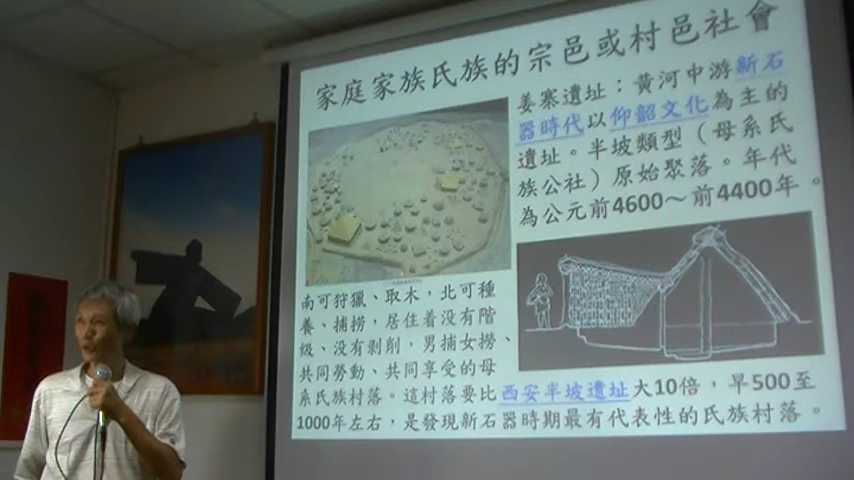 家庭家族氏族的宗邑或村邑社會
姜寨遺址：黃河中游新石
器時代以仰韶文化為主的
遺址。半坡類型（母系氏
族公社）原始聚落。年代
為公元前4600～前4400年。
南可狩獵、取木，北可種
養、捕撈，居住着没有階
級、没有剥削，男捕女撈、
共同勞動、共同享受的母
系氏族村落。這村落要比西安半坡遺址大10倍，早500至
1000年左右，是發現新石器時期最有代表性的氏族村落。